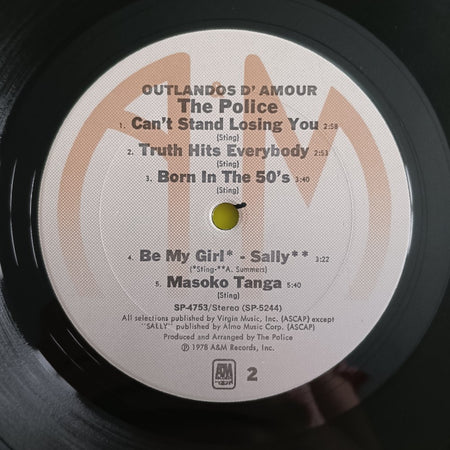 OUTLANDOS D' AMOUR
The Police
1. Can't Stand Losing You 2:58
(Sting)
2. Truth Hits Everybody 2:53
(Sting)
3. Born In The 50's 3:40
(Sting)
4. Be My Girl* - Sally** 3:22
(*Sting-**A. Summers)
5. Masoko Tanga 5:40
(Sting)
SP-4753/Stereo (SP-5244)
All selections published by Virgin Music, Inc. (ASCAP) except
"SALLY" published by Almo Music Corp. (ASCAP)
Produced and Arranged by The Police
℗ 1978 A&M Records, Inc.
A&M 2